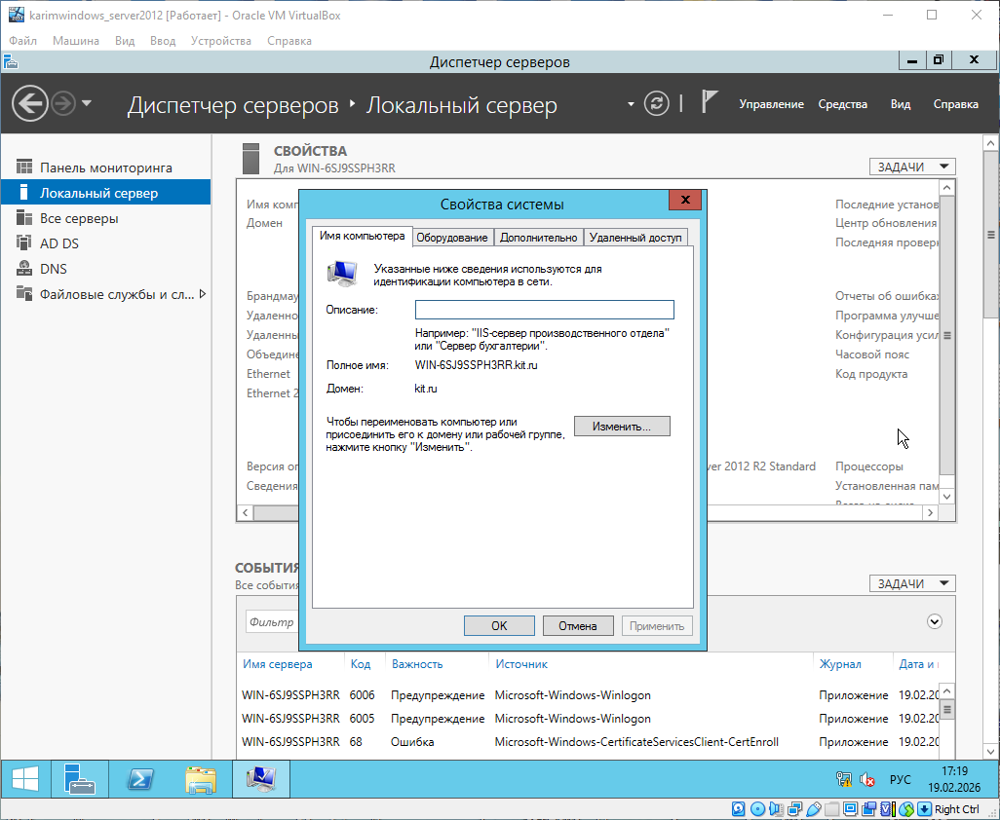 karimwindows_server2012 [Работает] - Oracle VM VirtualBox
Файл Машина Вид Ввод Устройства Справка
Диспетчер серверов
Диспетчер серверов ‣ Локальный сервер
Управление Средства Вид Справка
Панель мониторинга
Локальный сервер
Все серверы
AD DS
DNS
Файловые службы и сл...
СВОЙСТВА
Для WIN-6SJ9SSPH3RR
ЗАДАЧИ
Имя комп
Домен
Последние установ
Центр обновления
Последняя проверк
Брандмау
Удаленно
Удаленны
Объедине
Ethernet
Ethernet 2
Отчеты об ошибка
Программа улучше
Конфигурация усил
Часовой пояс
Код продукта
Версия оп
Сведения
ver 2012 R2 Standard
Процессоры
Установленная пам
Свойства системы
Имя компьютера Оборудование Дополнительно Удаленный доступ
Указанные ниже сведения используются для
идентификации компьютера в сети.
Описание:
Например: "IIS-сервер производственного отдела"
или "Сервер бухгалтерии".
Полное имя: WIN-6SJ9SSPH3RR.kit.ru
Домен: kit.ru
Чтобы переименовать компьютер или
присоединить его к домену или рабочей группе,
нажмите кнопку "Изменить".
Изменить...
OK Отмена Применить
СОБЫТИЯ
Все события
ЗАДАЧИ
Фильтр
Имя сервера Код Важность Источник Журнал Дата и
WIN-6SJ9SSPH3RR 6006 Предупреждение Microsoft-Windows-Winlogon Приложение 19.02.20
WIN-6SJ9SSPH3RR 6005 Предупреждение Microsoft-Windows-Winlogon Приложение 19.02.20
WIN-6SJ9SSPH3RR 68 Ошибка Microsoft-Windows-CertificateServicesClient-CertEnroll Приложение 19.02.20
РУС
17:19
19.02.2026
Right Ctrl